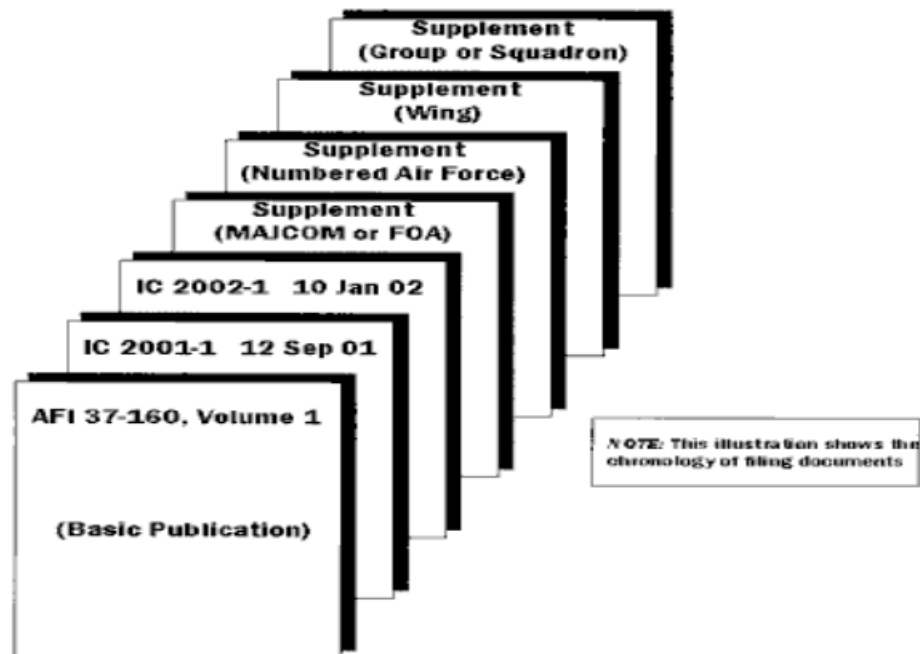 Supplement
(Group or Squadron)
Supplement
(Wing)
Supplement
(Numbered Air Force)
Supplement
(MAJCOM or FOA)
IC 2002-1 10 Jan 02
IC 2001-1 12 Sep 01
AFI 37-160, Volume 1
(Basic Publication)
NOTE: This illustration shows the
chronology of filing documents